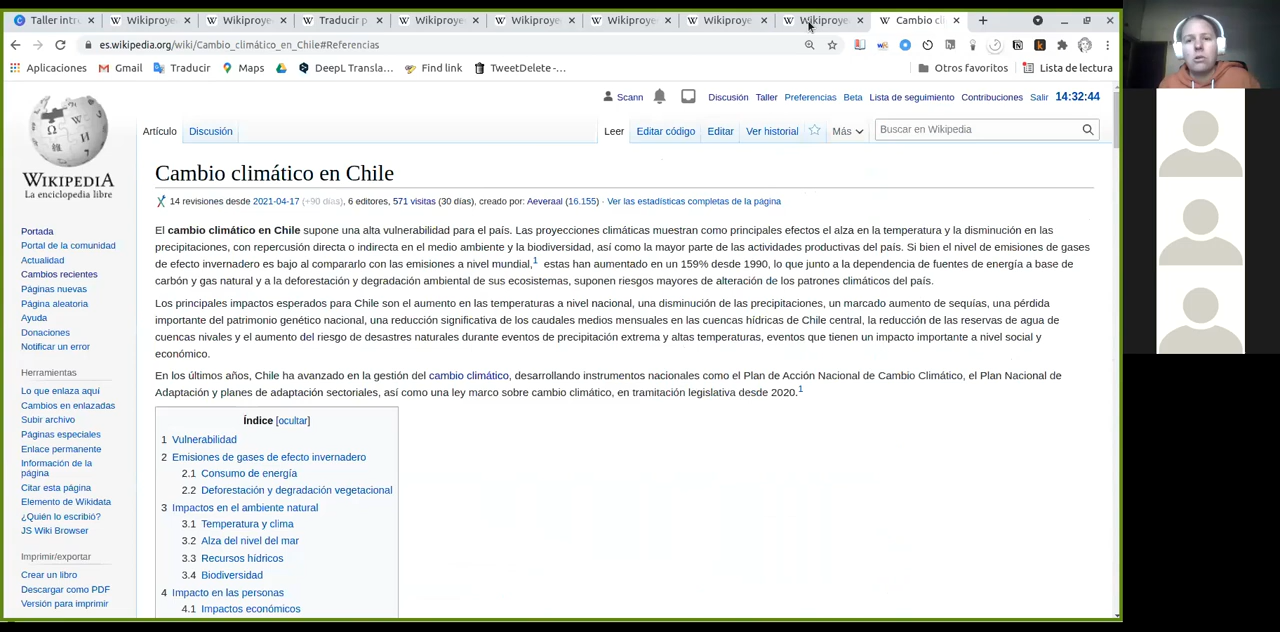 Taller intro
Wikiproye
Wikiproye
Traducir p
Wikiproye
Wikiproye
Wikiproye
Wikiproye
Wikiproye
Cambio cli
es.wikipedia.org/wiki/Cambio_climático_en_Chile#Referencias
Aplicaciones
Gmail
Traducir
Maps
DeepL Transla...
Find link
TweetDelete -...
Otros favoritos
Lista de lectura
Scann
Discusión
Taller
Preferencias
Beta
Lista de seguimiento
Contribuciones
Salir
14:32:44
WIKIPEDIA
La enciclopedia libre
Artículo
Discusión
Leer
Editar código
Editar
Ver historial
Más
Buscar en Wikipedia
Cambio climático en Chile
14 revisiones desde 2021-04-17 (+90 días), 6 editores, 571 visitas (30 días), creado por: Aeveraal (16.155) · Ver las estadísticas completas de la página
El cambio climático en Chile supone una alta vulnerabilidad para el país. Las proyecciones climáticas muestran como principales efectos el alza en la temperatura y la disminución en las
precipitaciones, con repercusión directa o indirecta en el medio ambiente y la biodiversidad, así como la mayor parte de las actividades productivas del país. Si bien el nivel de emisiones de gases
de efecto invernadero es bajo al compararlo con las emisiones a nivel mundial,1 estas han aumentado en un 159% desde 1990, lo que junto a la dependencia de fuentes de energía a base de
carbón y gas natural y a la deforestación y degradación ambiental de sus ecosistemas, suponen riesgos mayores de alteración de los patrones climáticos del país.
Los principales impactos esperados para Chile son el aumento en las temperaturas a nivel nacional, una disminución de las precipitaciones, un marcado aumento de sequías, una pérdida
importante del patrimonio genético nacional, una reducción significativa de los caudales medios mensuales en las cuencas hídricas de Chile central, la reducción de las reservas de agua de
cuencas nivales y el aumento del riesgo de desastres naturales durante eventos de precipitación extrema y altas temperaturas, eventos que tienen un impacto importante a nivel social y
económico.
En los últimos años, Chile ha avanzado en la gestión del cambio climático, desarrollando instrumentos nacionales como el Plan de Acción Nacional de Cambio Climático, el Plan Nacional de
Adaptación y planes de adaptación sectoriales, así como una ley marco sobre cambio climático, en tramitación legislativa desde 2020.1
Índice [ocultar]
1 Vulnerabilidad
2 Emisiones de gases de efecto invernadero
2.1 Consumo de energía
2.2 Deforestación y degradación vegetacional
3 Impactos en el ambiente natural
3.1 Temperatura y clima
3.2 Alza del nivel del mar
3.3 Recursos hídricos
3.4 Biodiversidad
4 Impacto en las personas
4.1 Impactos económicos
Portada
Portal de la comunidad
Actualidad
Cambios recientes
Páginas nuevas
Página aleatoria
Ayuda
Donaciones
Notificar un error
Herramientas
Lo que enlaza aquí
Cambios en enlazadas
Subir archivo
Páginas especiales
Enlace permanente
Información de la
página
Citar esta página
Elemento de Wikidata
¿Quién lo escribió?
JS Wiki Browser
Imprimir/exportar
Crear un libro
Descargar como PDF
Versión para imprimir